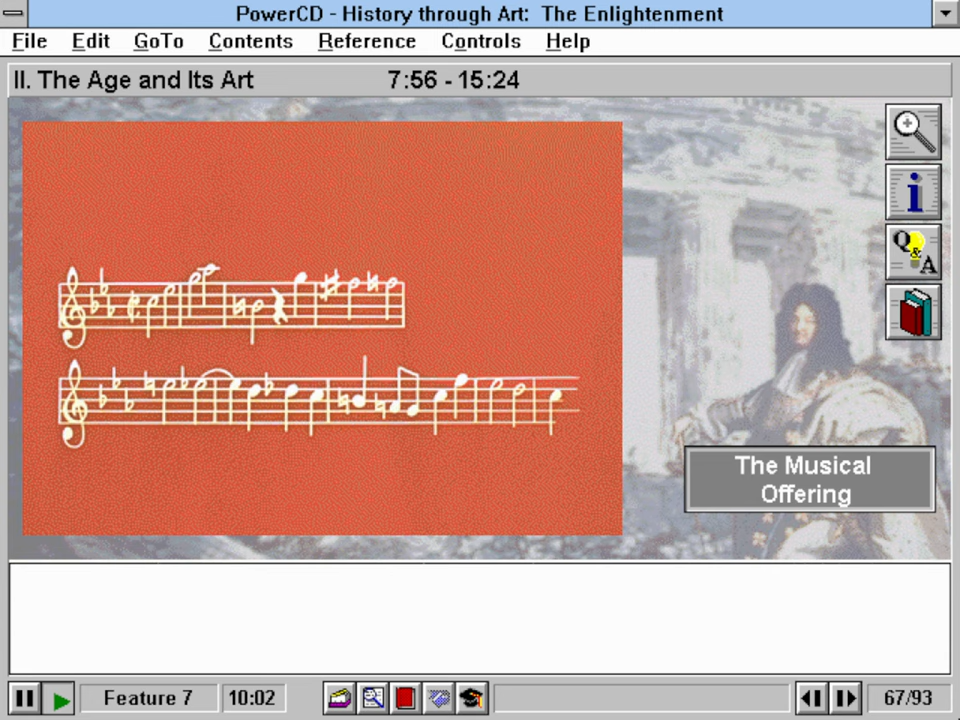 PowerCD - History through Art: The Enlightenment
File Edit GoTo Contents Reference Controls Help
II. The Age and Its Art 7:56 - 15:24
i
Q & A
The Musical
Offering
Feature 7 10:02 67/93